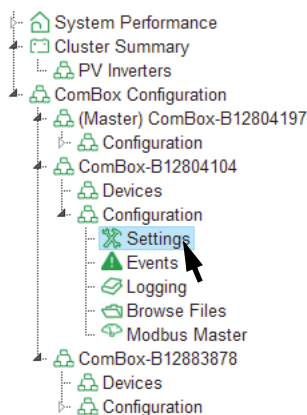 System Performance
Cluster Summary
PV Inverters
ComBox Configuration
(Master) ComBox-B12804197
Configuration
ComBox-B12804104
Devices
Configuration
Settings
Events
Logging
Browse Files
Modbus Master
ComBox-B12883878
Devices
Configuration